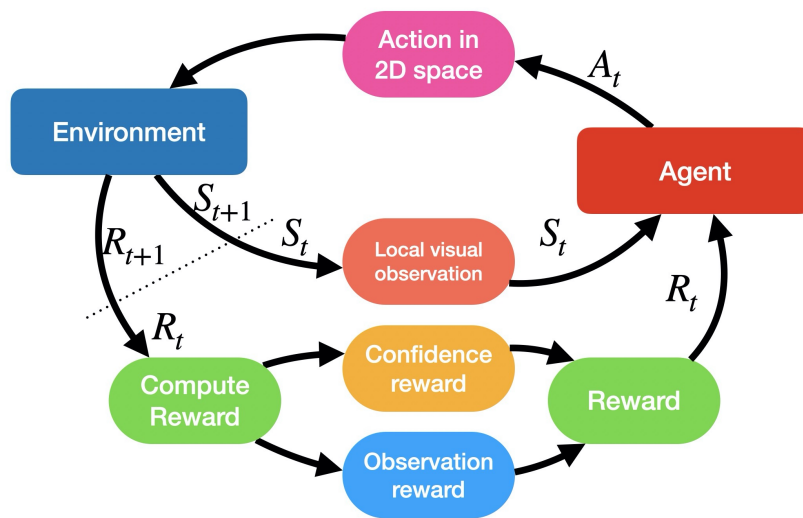 Action in
2D space
A_t
Environment
Agent
S_{t+1}
R_{t+1}
S_t
Local visual
observation
S_t
R_t
R_t
Confidence
reward
Compute
Reward
Reward
Observation
reward